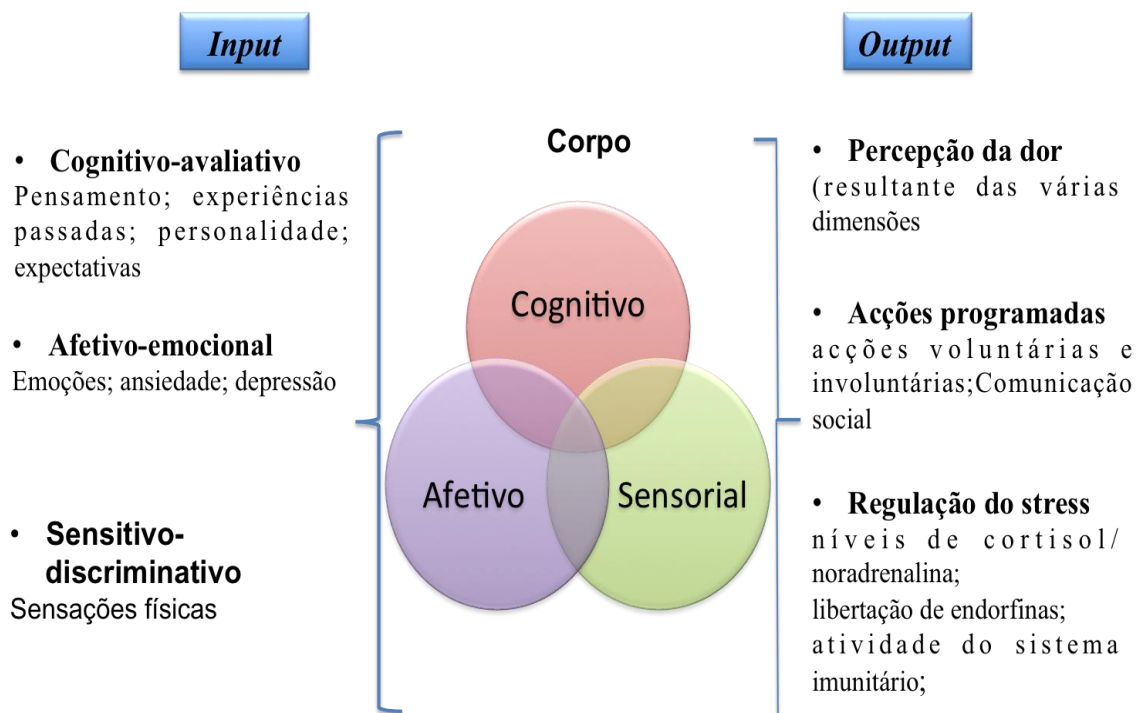 Input
• Cognitivo-avaliativo
Pensamento; experiências
passadas; personalidade;
expectativas
• Afetivo-emocional
Emoções; ansiedade; depressão
• Sensitivo-
discriminativo
Sensações físicas
Corpo
Cognitivo
Afetivo
Sensorial
Output
• Percepção da dor
(resultante das várias
dimensões
• Acções programadas
acções voluntárias e
involuntárias;Comunicação
social
• Regulação do stress
níveis de cortisol/
noradrenalina;
libertação de endorfinas;
atividade do sistema
imunitário;